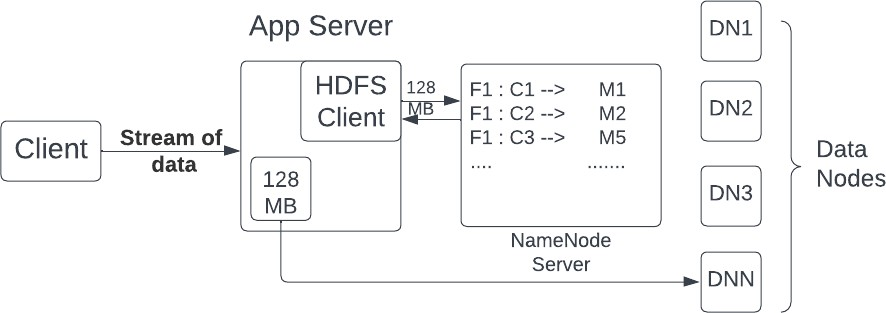 App Server
Client
Stream of
data
HDFS
Client
128
MB
128
MB
F1 : C1 --> M1
F1 : C2 --> M2
F1 : C3 --> M5
.... .......
NameNode
Server
DN1
DN2
DN3
DNN
Data
Nodes